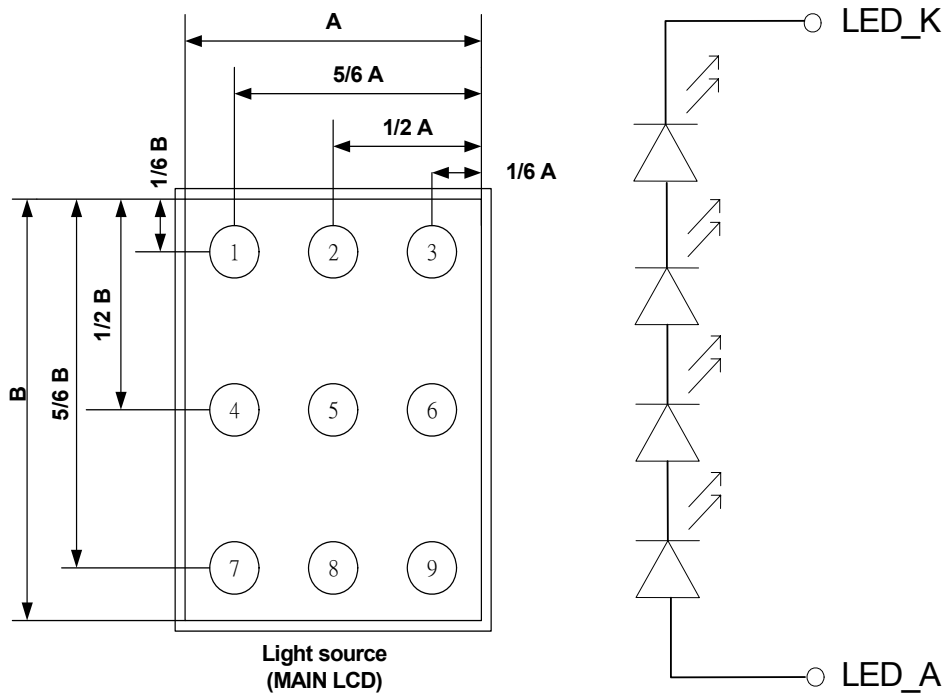 A
5/6 A
1/2 A
1/6 A
1/6 B
1/2 B
5/6 B
B
1 2 3
4 5 6
7 8 9
Light source
(MAIN LCD)
LED_K
LED_A